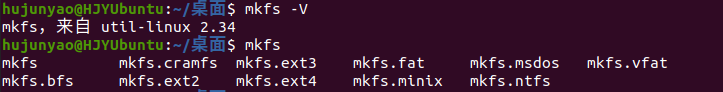 hujunyao@HJYUbuntu:~/桌面$ mkfs -V
mkfs，来自 util-linux 2.34
hujunyao@HJYUbuntu:~/桌面$ mkfs
mkfs mkfs.cramfs mkfs.ext3 mkfs.fat mkfs.msdos mkfs.vfat
mkfs.bfs mkfs.ext2 mkfs.ext4 mkfs.minix mkfs.ntfs